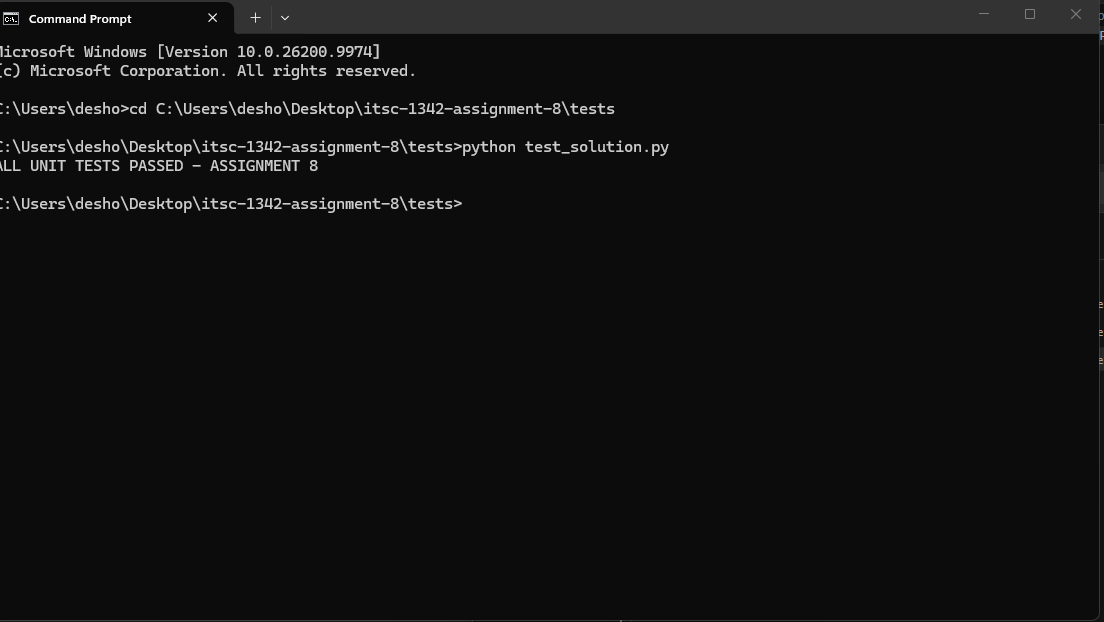 Command Prompt
Microsoft Windows [Version 10.0.26200.9974]
(c) Microsoft Corporation. All rights reserved.
C:\Users\desho>cd C:\Users\desho\Desktop\itsc-1342-assignment-8\tests
C:\Users\desho\Desktop\itsc-1342-assignment-8\tests>python test_solution.py
ALL UNIT TESTS PASSED - ASSIGNMENT 8
C:\Users\desho\Desktop\itsc-1342-assignment-8\tests>